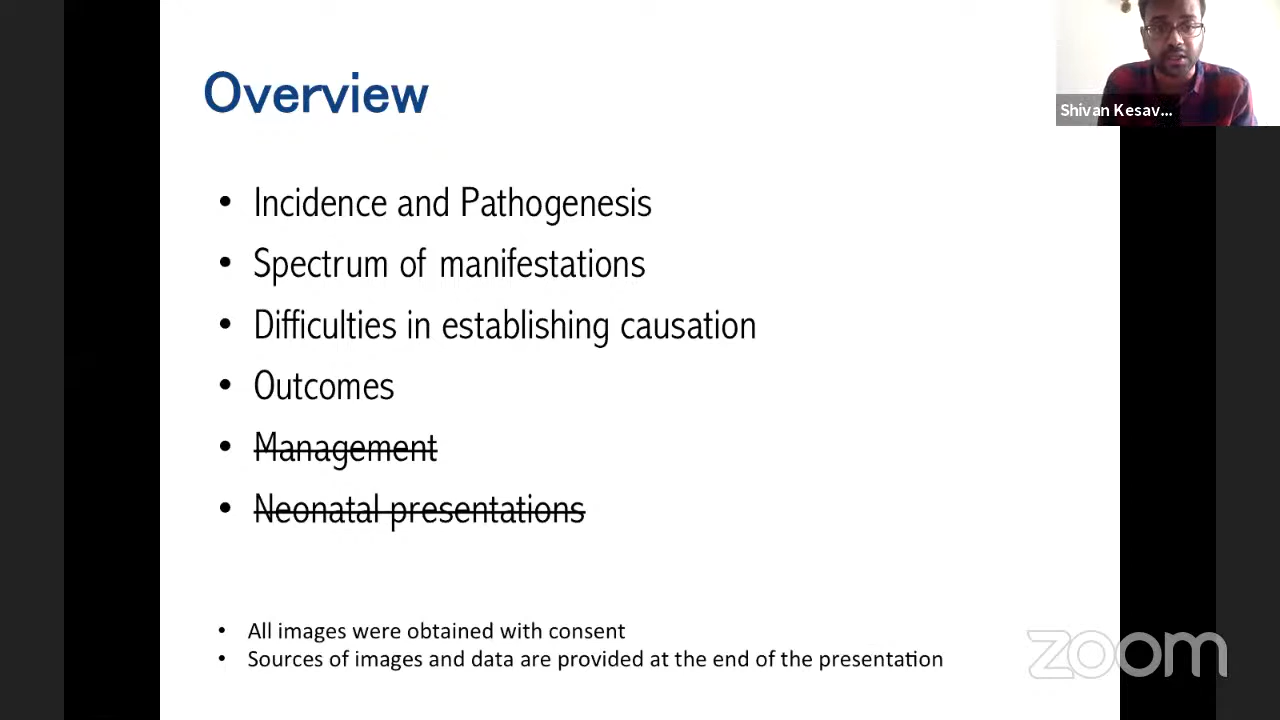 Overview
Shivan Kesav...
• Incidence and Pathogenesis
• Spectrum of manifestations
• Difficulties in establishing causation
• Outcomes
• Management
• Neonatal presentations
• All images were obtained with consent
• Sources of images and data are provided at the end of the presentation
zoom